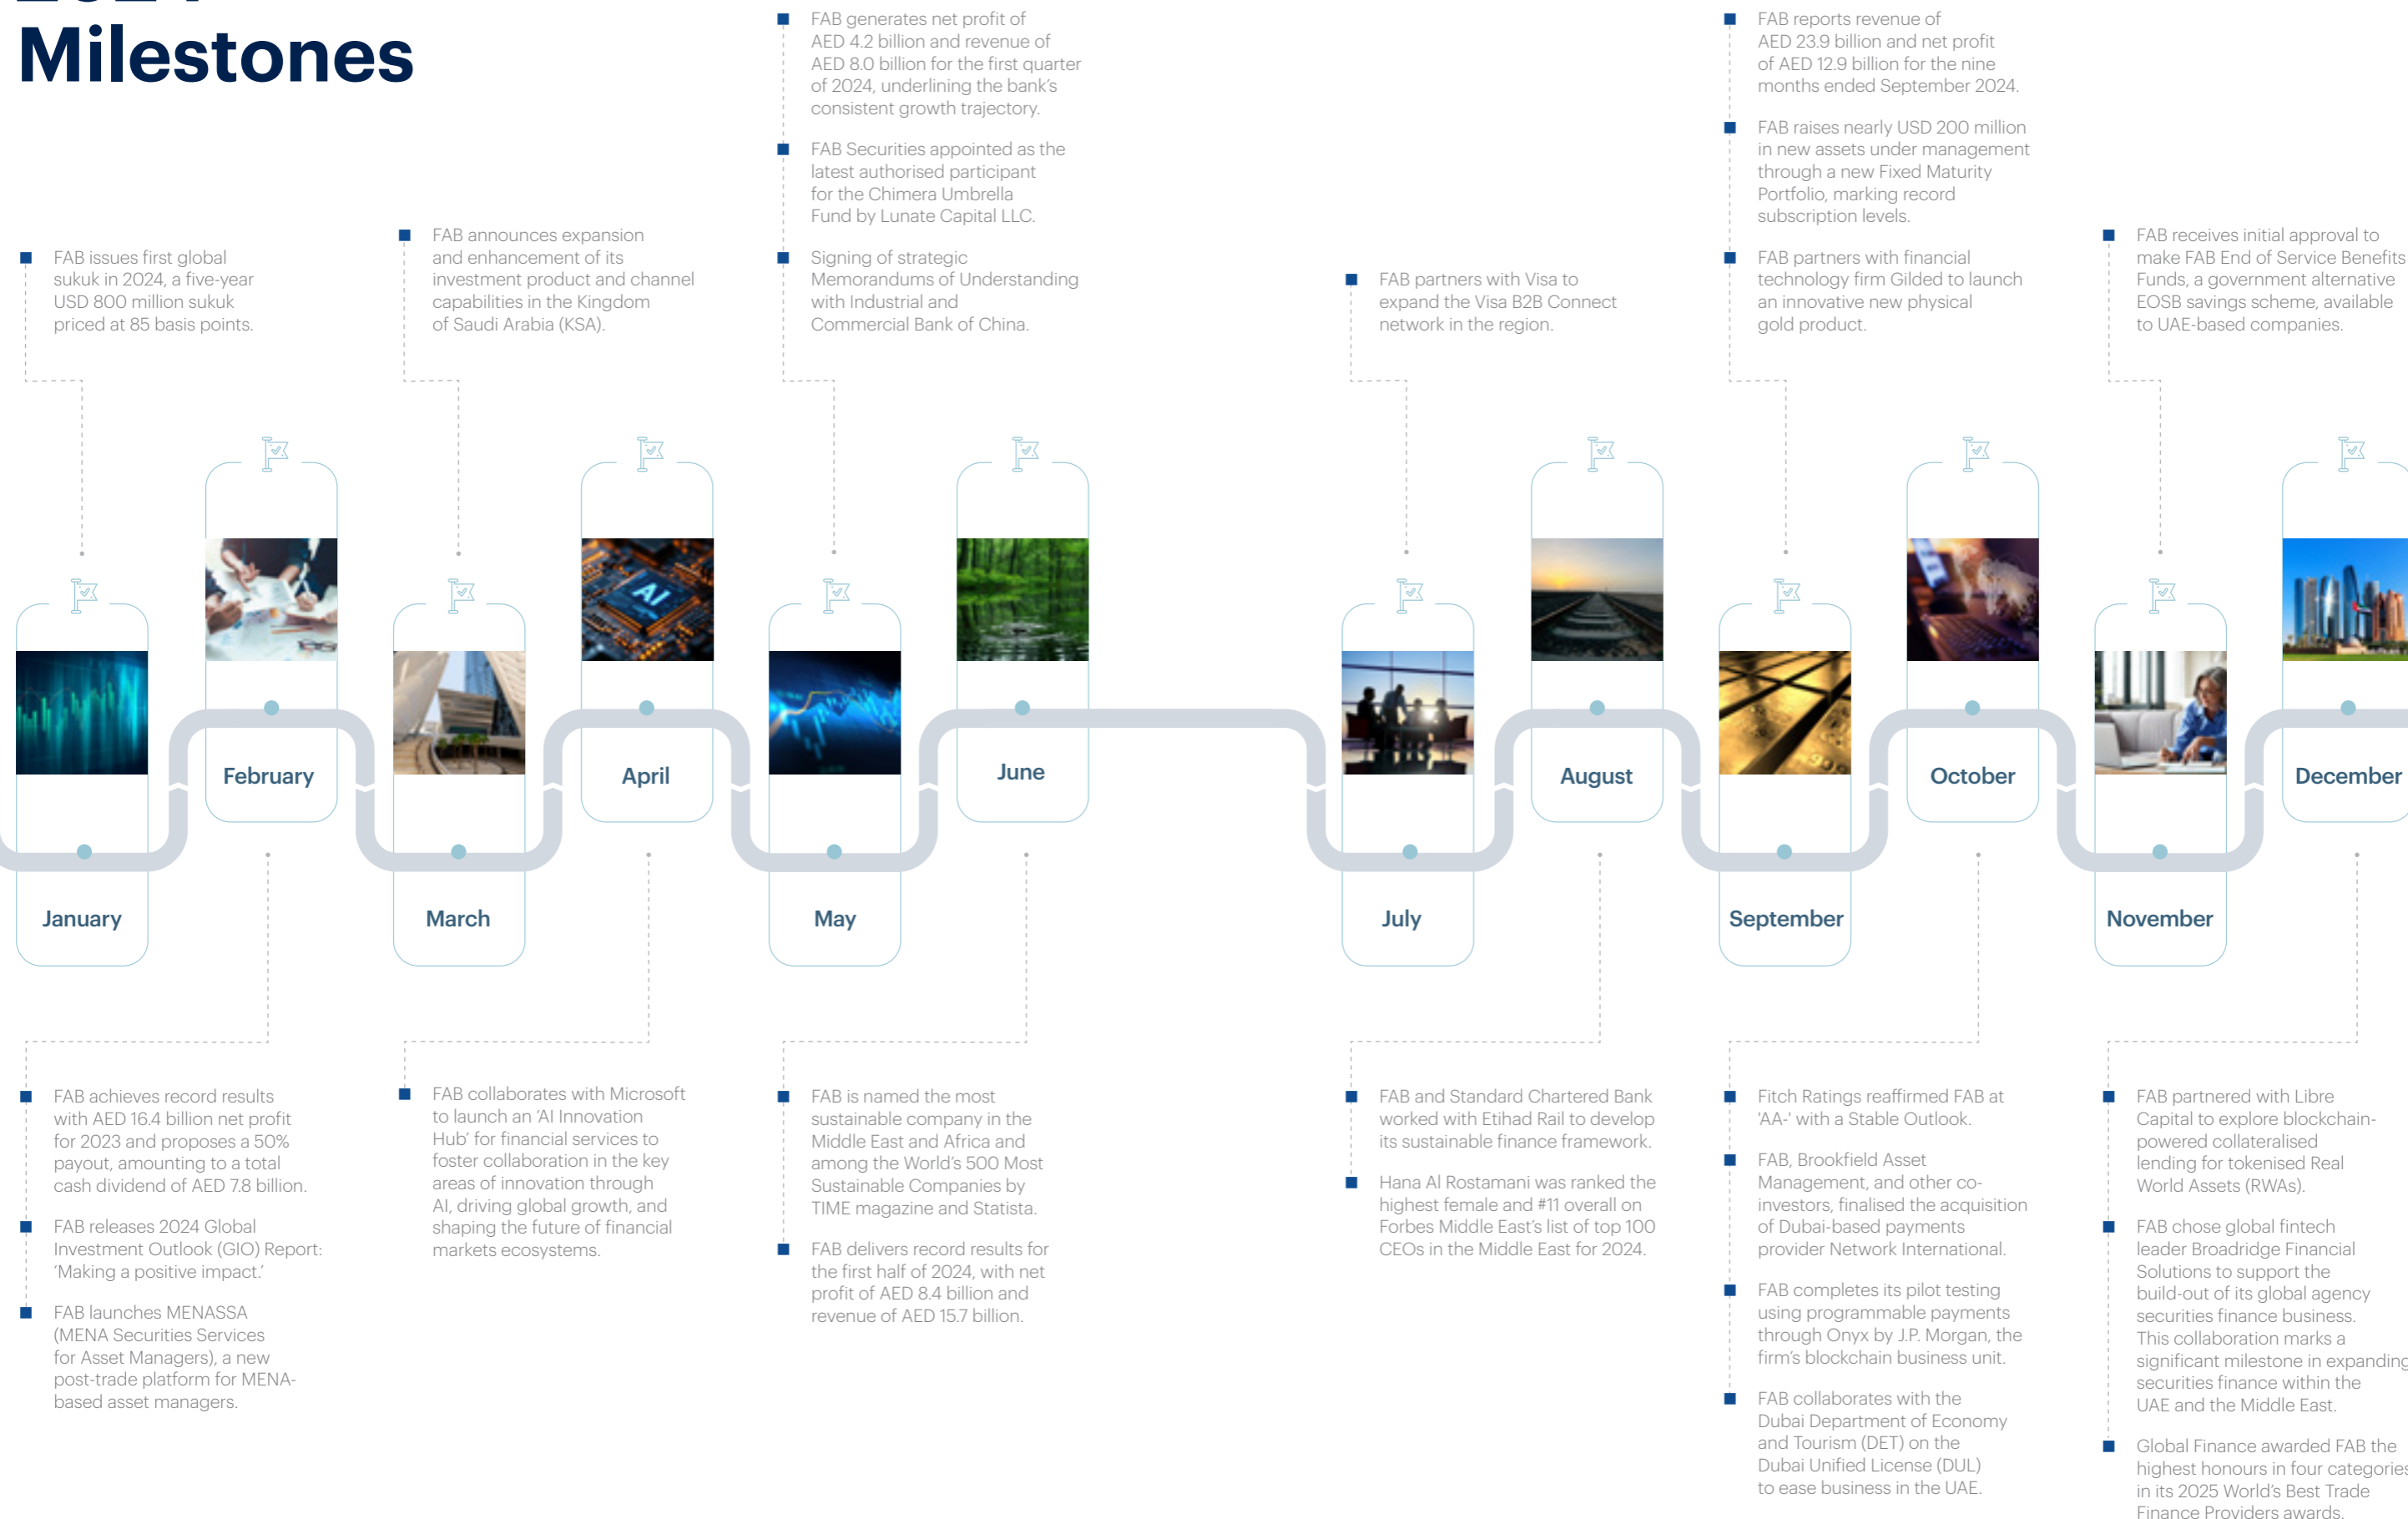 Milestones
FAB issues first global
sukuk in 2024, a five-year
USD 800 million sukuk
priced at 85 basis points.
FAB announces expansion
and enhancement of its
investment product and channel
capabilities in the Kingdom
of Saudi Arabia (KSA).
FAB generates net profit of
AED 4.2 billion and revenue of
AED 8.0 billion for the first quarter
of 2024, underlining the bank's
consistent growth trajectory.
FAB Securities appointed as the
latest authorised participant
for the Chimera Umbrella
Fund by Lunate Capital LLC.
Signing of strategic
Memorandums of Understanding
with Industrial and
Commercial Bank of China.
FAB partners with Visa to
expand the Visa B2B Connect
network in the region.
FAB reports revenue of
AED 23.9 billion and net profit
of AED 12.9 billion for the nine
months ended September 2024.
FAB raises nearly USD 200 million
in new assets under management
through a new Fixed Maturity
Portfolio, marking record
subscription levels.
FAB partners with financial
technology firm Gilded to launch
an innovative new physical
gold product.
FAB receives initial approval to
make FAB End of Service Benefits
Funds, a government alternative
EOSB savings scheme, available
to UAE-based companies.
AI
January
February
March
April
May
June
July
August
September
October
November
December
FAB achieves record results
with AED 16.4 billion net profit
for 2023 and proposes a 50%
payout, amounting to a total
cash dividend of AED 7.8 billion.
FAB releases 2024 Global
Investment Outlook (GIO) Report:
'Making a positive impact.'
FAB launches MENASSA
(MENA Securities Services
for Asset Managers), a new
post-trade platform for MENA-
based asset managers.
FAB collaborates with Microsoft
to launch an 'AI Innovation
Hub' for financial services to
foster collaboration in the key
areas of innovation through
AI, driving global growth, and
shaping the future of financial
markets ecosystems.
FAB is named the most
sustainable company in the
Middle East and Africa and
among the World's 500 Most
Sustainable Companies by
TIME magazine and Statista.
FAB delivers record results for
the first half of 2024, with net
profit of AED 8.4 billion and
revenue of AED 15.7 billion.
FAB and Standard Chartered Bank
worked with Etihad Rail to develop
its sustainable finance framework.
Hana Al Rostamani was ranked the
highest female and #11 overall on
Forbes Middle East's list of top 100
CEOs in the Middle East for 2024.
Fitch Ratings reaffirmed FAB at
'AA-' with a Stable Outlook.
FAB, Brookfield Asset
Management, and other co-
investors, finalised the acquisition
of Dubai-based payments
provider Network International.
FAB completes its pilot testing
using programmable payments
through Onyx by J.P. Morgan, the
firm's blockchain business unit.
FAB collaborates with the
Dubai Department of Economy
and Tourism (DET) on the
Dubai Unified License (DUL)
to ease business in the UAE.
FAB partnered with Libre
Capital to explore blockchain-
powered collateralised
lending for tokenised Real
World Assets (RWAs).
FAB chose global fintech
leader Broadridge Financial
Solutions to support the
build-out of its global agency
securities finance business.
This collaboration marks a
significant milestone in expanding
securities finance within the
UAE and the Middle East.
Global Finance awarded FAB the
highest honours in four categories
in its 2025 World's Best Trade
Finance Providers awards.